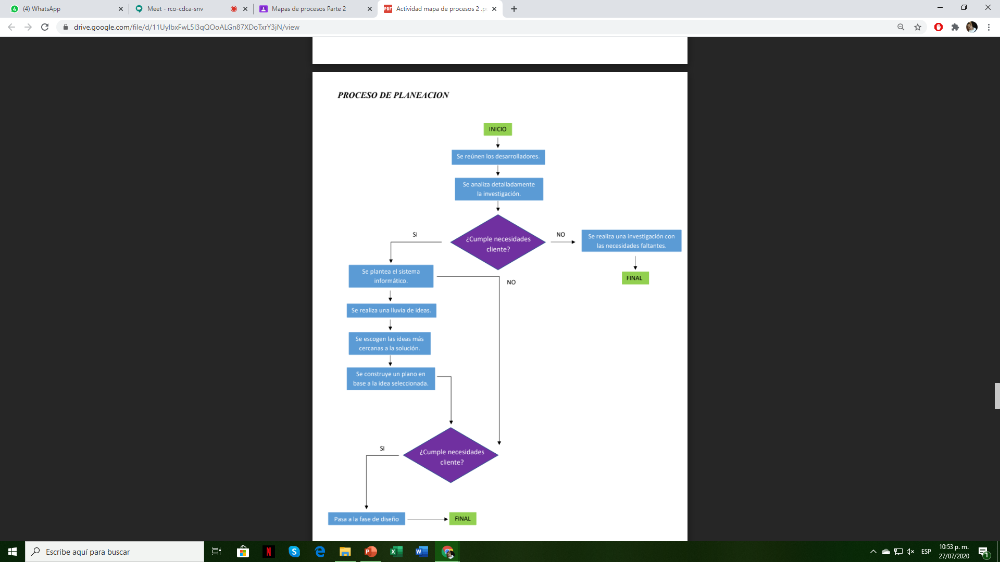 (4) WhatsApp
Meet - rco-cdca-snv
Mapas de procesos Parte 2
PDF
Actividad mapa de procesos 2 .p
drive.google.com/file/d/11UyIbxFwL5I3qQOoALGn87XDoTxrY3jN/view
PROCESO DE PLANEACION
INICIO
Se reúnen los desarrolladores.
Se analiza detalladamente
la investigación.
SI
¿Cumple necesidades
cliente?
NO
Se realiza una investigación con
las necesidades faltantes.
FINAL
Se plantea el sistema
informático.
NO
Se realiza una lluvia de ideas.
Se escogen las ideas más
cercanas a la solución.
Se construye un plano en
base a la idea seleccionada.
SI
¿Cumple necesidades
cliente?
Pasa a la fase de diseño
FINAL
Escribe aquí para buscar
ESP
10:53 p. m.
27/07/2020
1